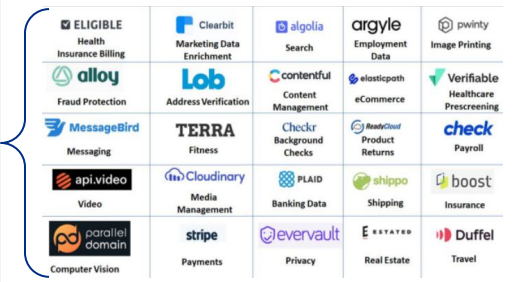 ELIGIBLE
Health
Insurance Billing
Clearbit
Marketing Data
Enrichment
algolia
Search
argyle
Employment
Data
pwinty
Image Printing
alloy
Fraud Protection
Lob
Address Verification
contentful
Content
Management
elasticpath
eCommerce
Verifiable
Healthcare
Prescreening
MessageBird
Messaging
TERRA
Fitness
Checkr
Background
Checks
ReadyCloud
Product
Returns
check
Payroll
api.video
Video
Cloudinary
Media
Management
PLAID
Banking Data
shippo
Shipping
boost
Insurance
parallel
domain
Computer Vision
stripe
Payments
evervault
Privacy
ESTATED
Real Estate
Duffel
Travel